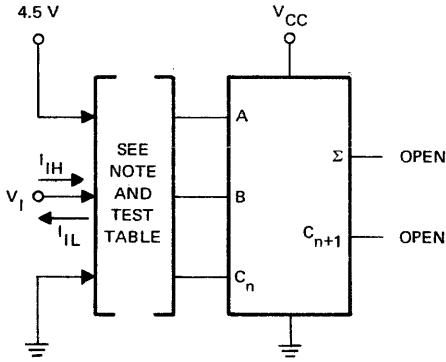 4.5 V
V_CC
A
SEE
NOTE
AND
TEST
TABLE
I_IH
V_I
I_IL
B
C_n
Σ
OPEN
C_n+1
OPEN